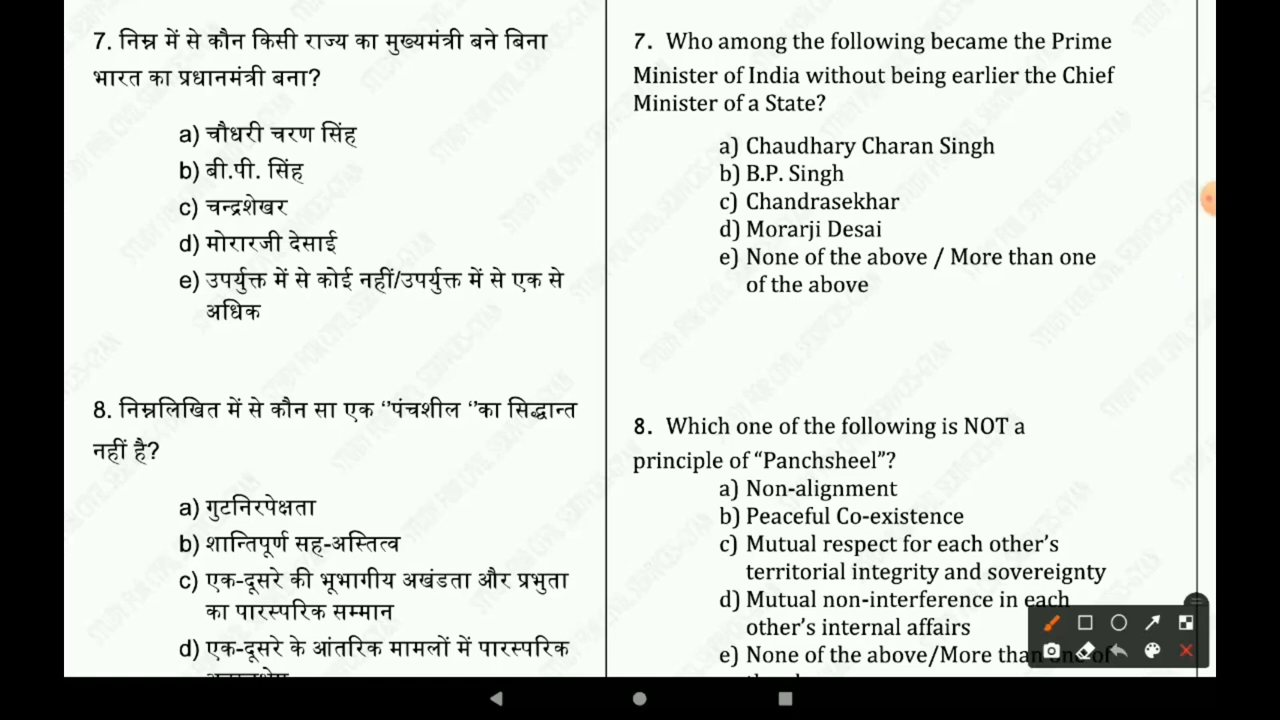 7. निम्न में से कौन किसी राज्य का मुख्यमंत्री बने बिना
भारत का प्रधानमंत्री बना?
a) चौधरी चरण सिंह
b) बी.पी. सिंह
c) चन्द्रशेखर
d) मोरारजी देसाई
e) उपर्युक्त में से कोई नहीं/उपर्युक्त में से एक से
अधिक
8. निम्नलिखित में से कौन सा एक ‘’पंचशील ‘’का सिद्धान्त
नहीं है?
a) गुटनिरपेक्षता
b) शान्तिपूर्ण सह-अस्तित्व
c) एक-दूसरे की भूभागीय अखंडता और प्रभुता
का पारस्परिक सम्मान
d) एक-दूसरे के आंतरिक मामलों में पारस्परिक
7. Who among the following became the Prime
Minister of India without being earlier the Chief
Minister of a State?
a) Chaudhary Charan Singh
b) B.P. Singh
c) Chandrasekhar
d) Morarji Desai
e) None of the above / More than one
of the above
8. Which one of the following is NOT a
principle of “Panchsheel”?
a) Non-alignment
b) Peaceful Co-existence
c) Mutual respect for each other’s
territorial integrity and sovereignty
d) Mutual non-interference in each
other’s internal affairs
e) None of the above/More than one of